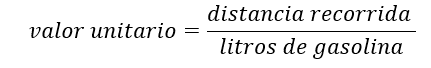 valor unitario = distancia recorrida / litros de gasolina